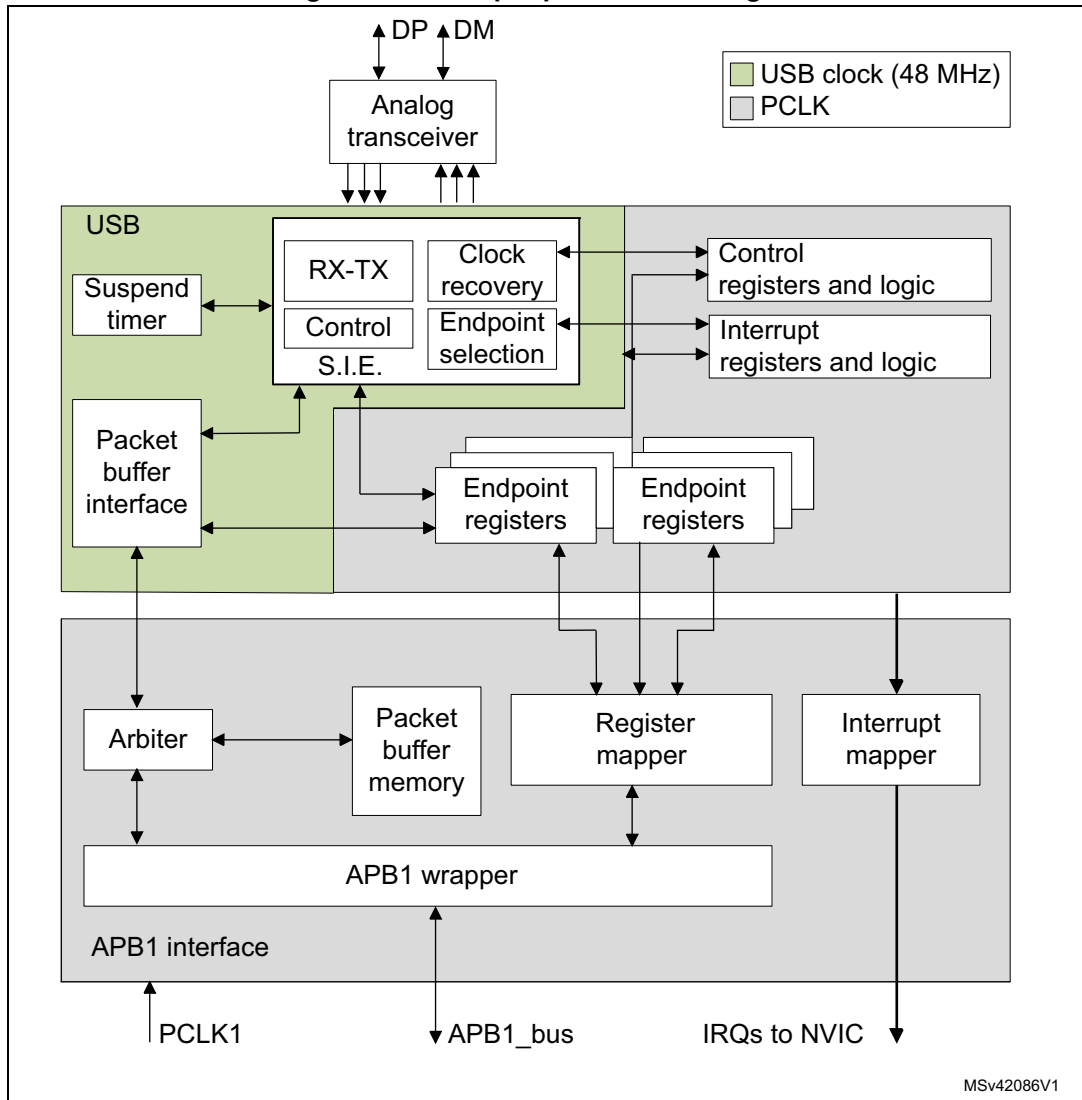 DP DM
USB clock (48 MHz)
PCLK
Analog
transceiver
USB
RX-TX
Clock
recovery
Control
registers and logic
Suspend
timer
Control
Endpoint
selection
S.I.E.
Interrupt
registers and logic
Packet
buffer
interface
Endpoint
registers
Endpoint
registers
Arbiter
Packet
buffer
memory
Register
mapper
Interrupt
mapper
APB1 wrapper
APB1 interface
PCLK1
APB1_bus
IRQs to NVIC
MSv42086V1